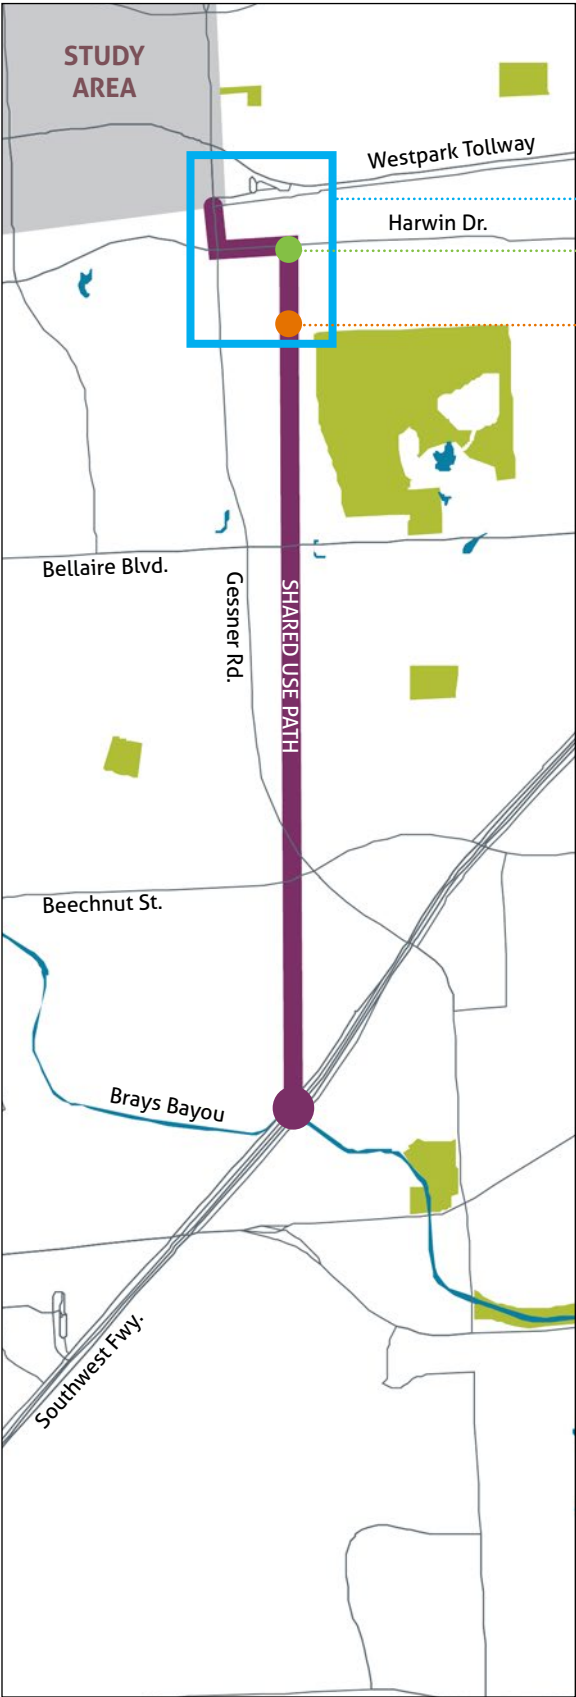 STUDY
AREA
Westpark Tollway
Harwin Dr.
Bellaire Blvd.
Gessner Rd.
SHARED USE PATH
Beechnut St.
Brays Bayou
Southwest Fwy.